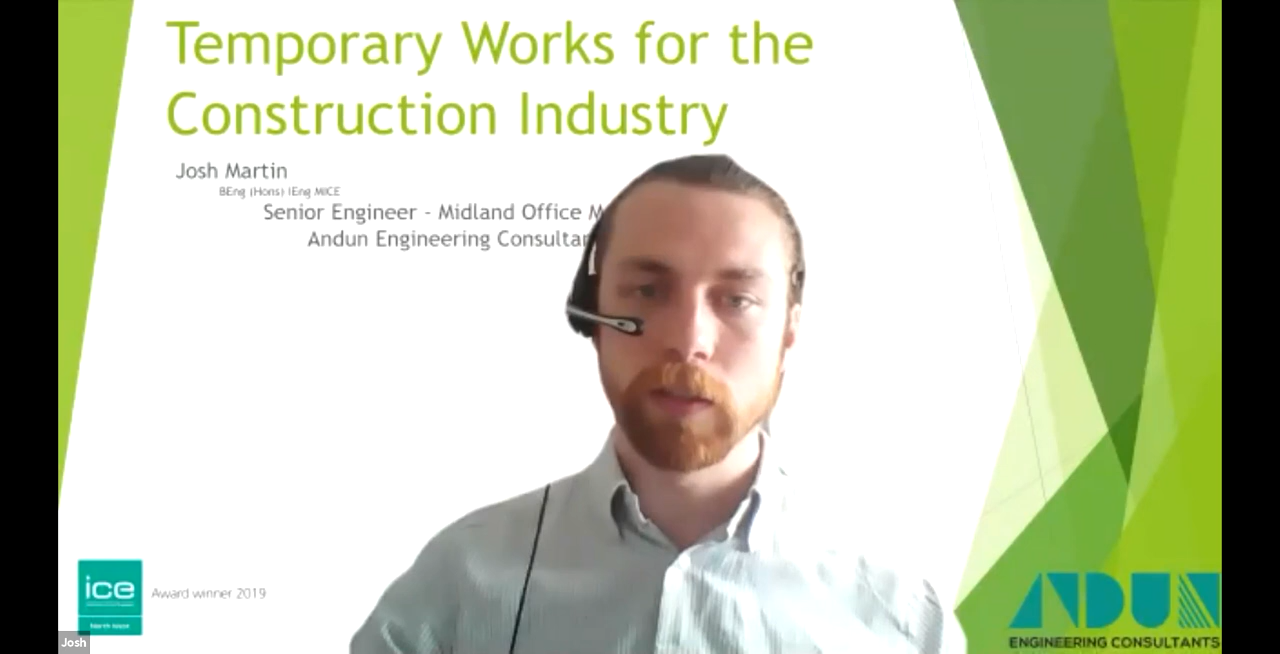 Temporary Works for the
Construction Industry
Josh Martin
BEng (Hons) IEng MICE
Senior Engineer - Midland Office M
Andun Engineering Consultan
ice
Award winner 2019
Josh
ANDUN
ENGINEERING CONSULTANTS